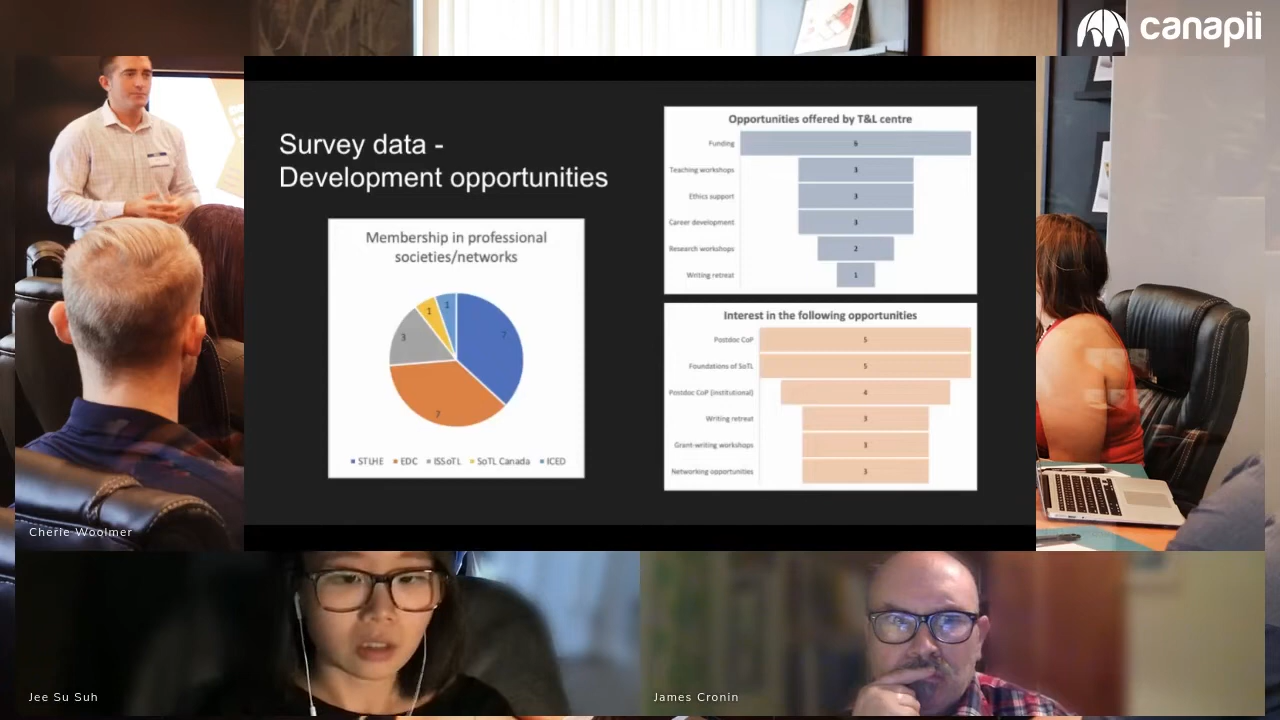 canapii
Survey data -
Development opportunities
Membership in professional
societies/networks
1
1
7
3
7
STLHE EDC ISSoTL SoTL Canada ICED
Opportunities offered by T&L centre
Funding 6
Teaching workshops 3
Ethics support 3
Career development 3
Research workshops 2
Writing retreat 1
Interest in the following opportunities
Postdoc CoP 5
Foundations of SoTL 5
Postdoc CoP (institutional) 4
Writing retreat 3
Grant-writing workshops 3
Networking opportunities 3
Cherie Woolmer
Jee Su Suh
James Cronin